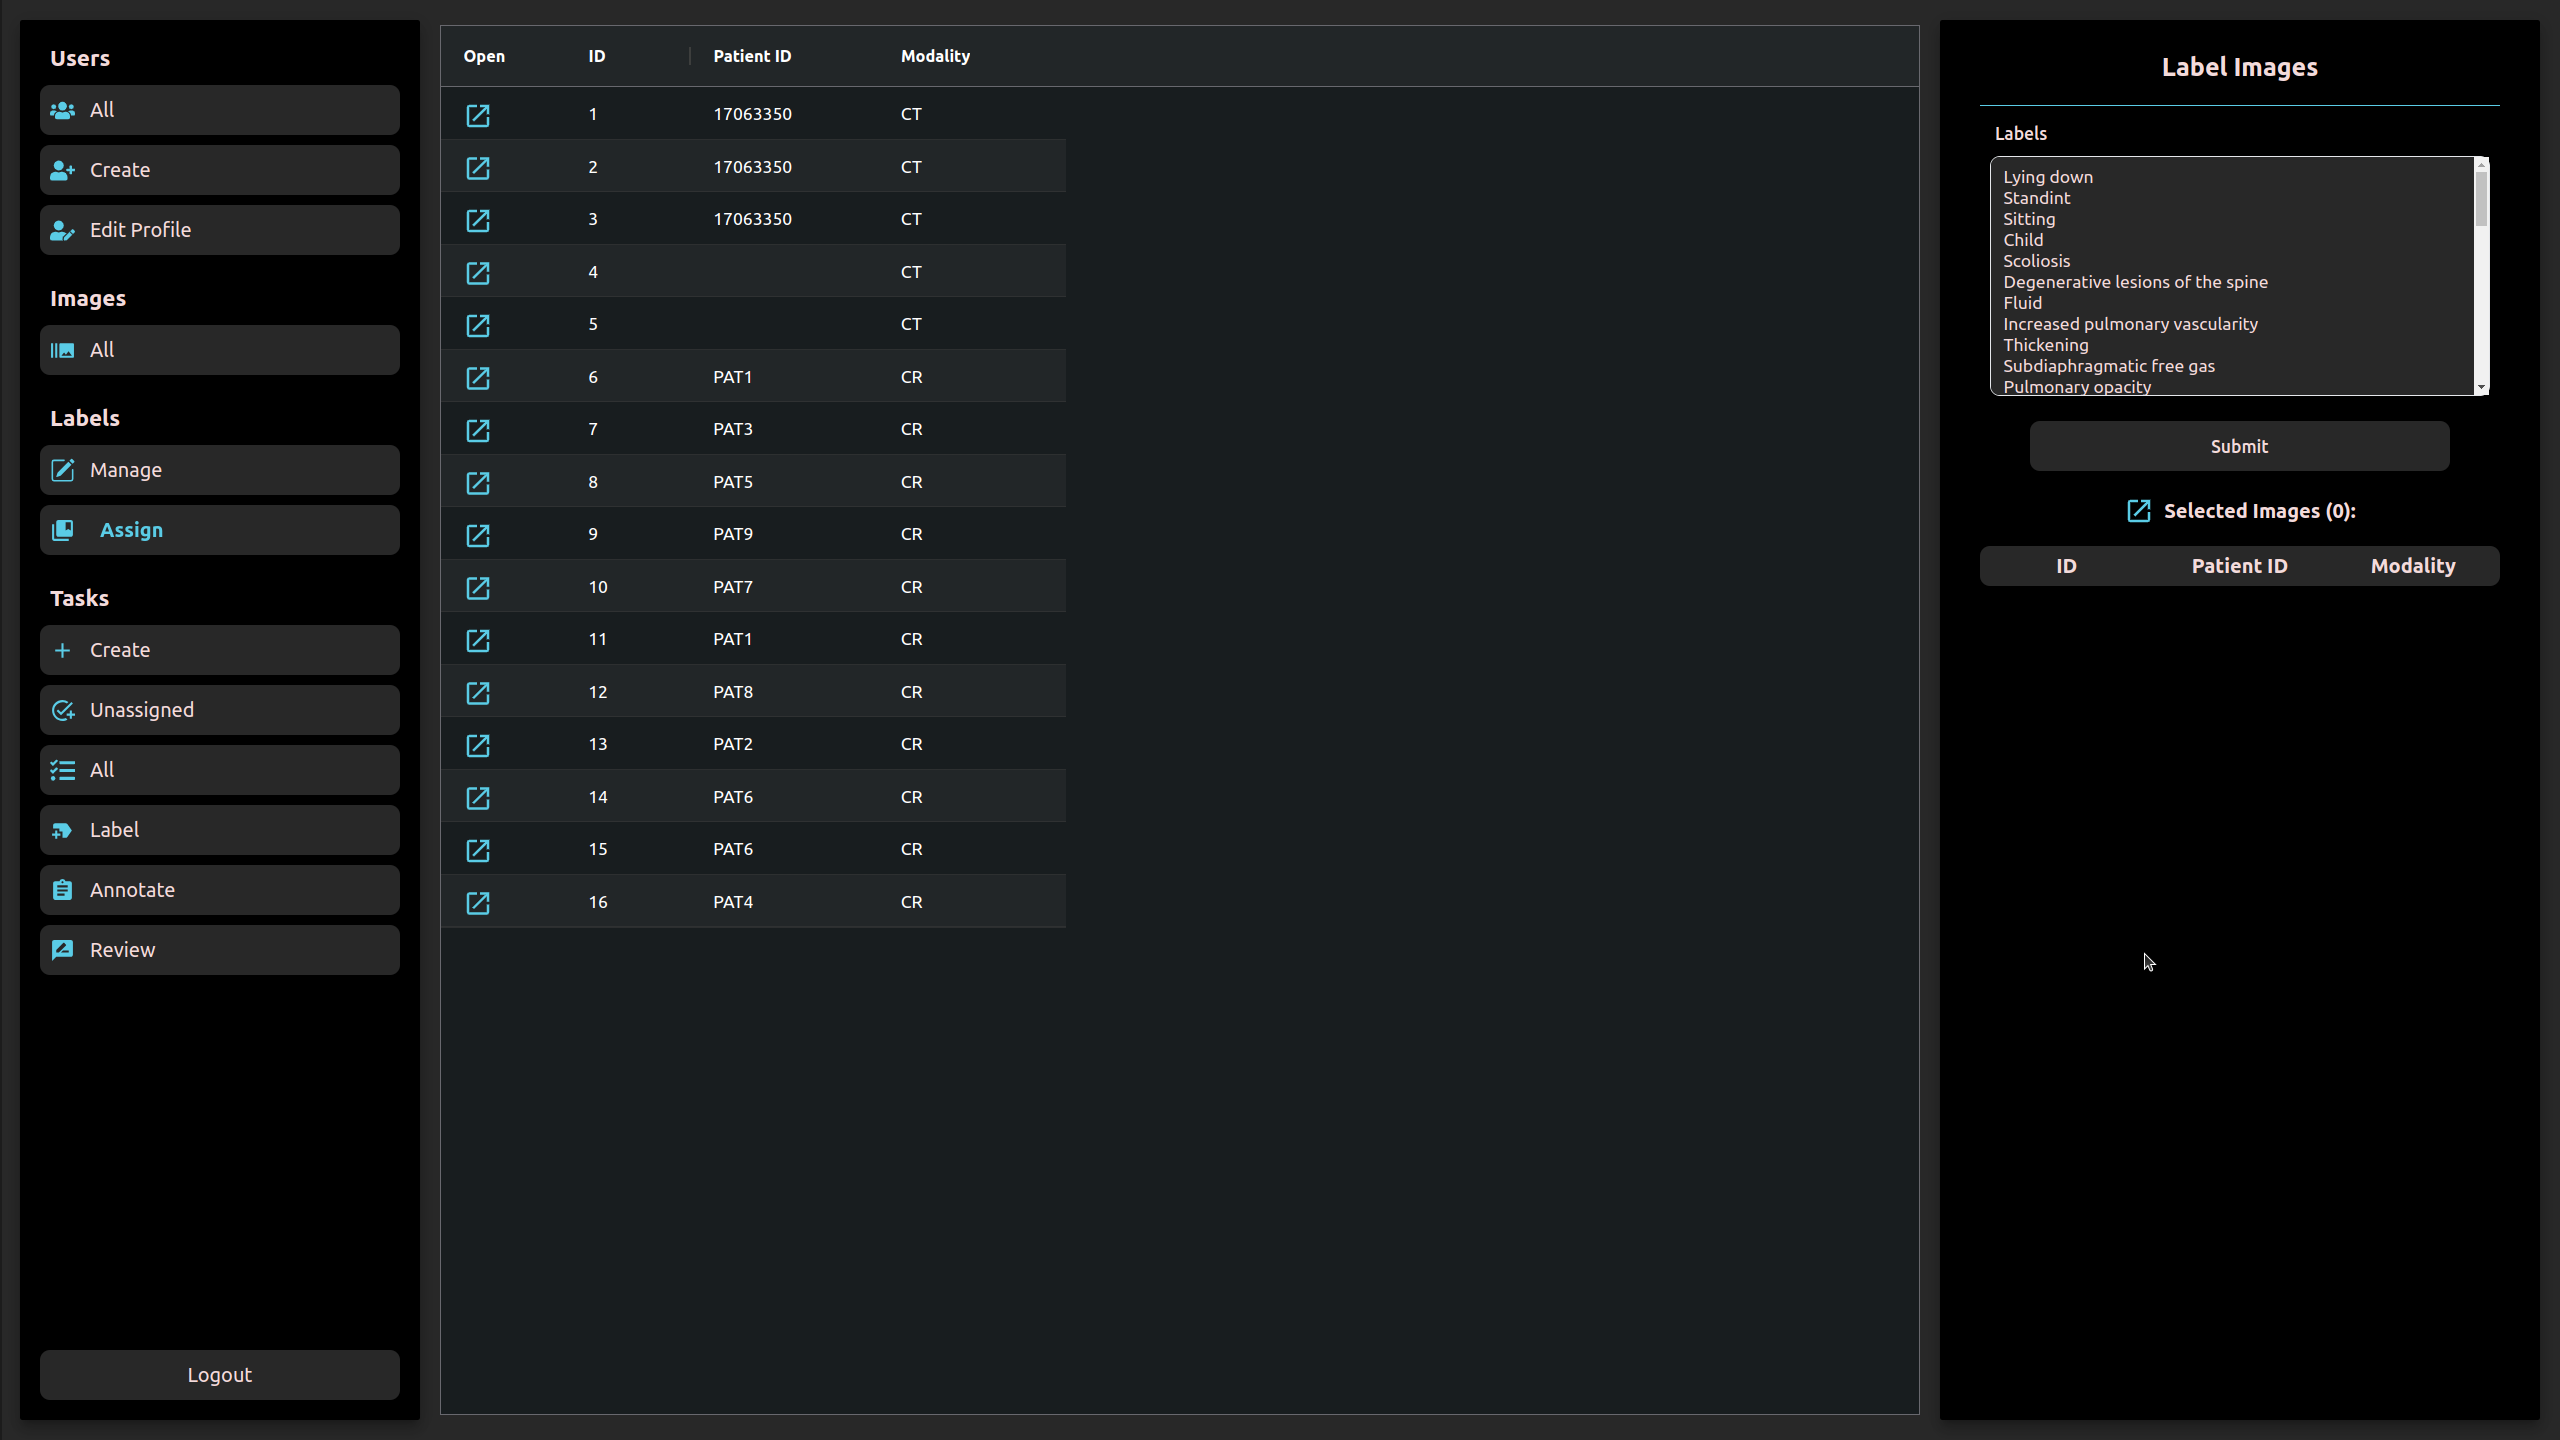 Users
All
Create
Edit Profile
Images
All
Labels
Manage
Assign
Tasks
Create
Unassigned
All
Label
Annotate
Review
Logout
Open ID Patient ID Modality
1 17063350 CT
2 17063350 CT
3 17063350 CT
4 CT
5 CT
6 PAT1 CR
7 PAT3 CR
8 PAT5 CR
9 PAT9 CR
10 PAT7 CR
11 PAT1 CR
12 PAT8 CR
13 PAT2 CR
14 PAT6 CR
15 PAT6 CR
16 PAT4 CR
Label Images
Labels
Lying down
Standint
Sitting
Child
Scoliosis
Degenerative lesions of the spine
Fluid
Increased pulmonary vascularity
Thickening
Subdiaphragmatic free gas
Pulmonary opacity
Submit
Selected Images (0):
ID Patient ID Modality